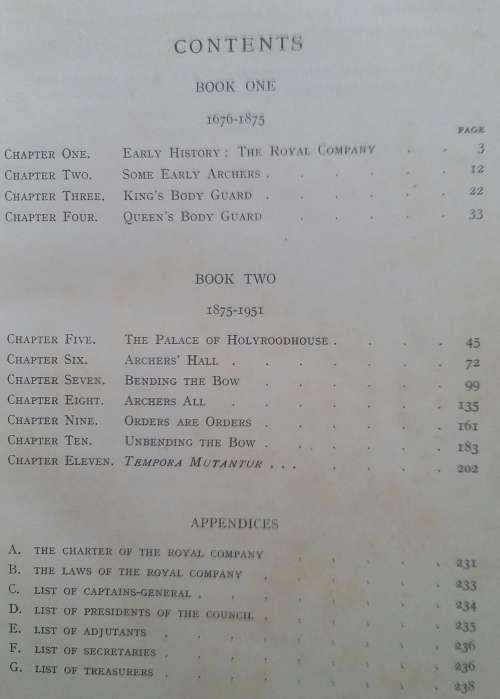 CONTENTS
BOOK ONE
1676-1875
PAGE
CHAPTER ONE. EARLY HISTORY : THE ROYAL COMPANY . . 3
CHAPTER TWO. SOME EARLY ARCHERS . . . . . . 12
CHAPTER THREE. KING'S BODY GUARD . . . . . . 22
CHAPTER FOUR. QUEEN'S BODY GUARD . . . . . 33
BOOK TWO
1875-1951
CHAPTER FIVE. THE PALACE OF HOLYROODHOUSE . . . . 45
CHAPTER SIX. ARCHERS' HALL . . . . . . . 72
CHAPTER SEVEN. BENDING THE BOW . . . . . . 99
CHAPTER EIGHT. ARCHERS ALL . . . . . . . 135
CHAPTER NINE. ORDERS ARE ORDERS . . . . . . 161
CHAPTER TEN. UNBENDING THE BOW . . . . . . 183
CHAPTER ELEVEN. TEMPORA MUTANTUR . . . . . . . 202
APPENDICES
A. THE CHARTER OF THE ROYAL COMPANY . . . . . 231
B. THE LAWS OF THE ROYAL COMPANY . . . . . . 233
C. LIST OF CAPTAINS-GENERAL . . . . . . . . 234
D. LIST OF PRESIDENTS OF THE COUNCIL . . . . . . 235
E. LIST OF ADJUTANTS . . . . . . . . . 236
F. LIST OF SECRETARIES . . . . . . . . . 236
G. LIST OF TREASURERS . . . . . . . . . 238